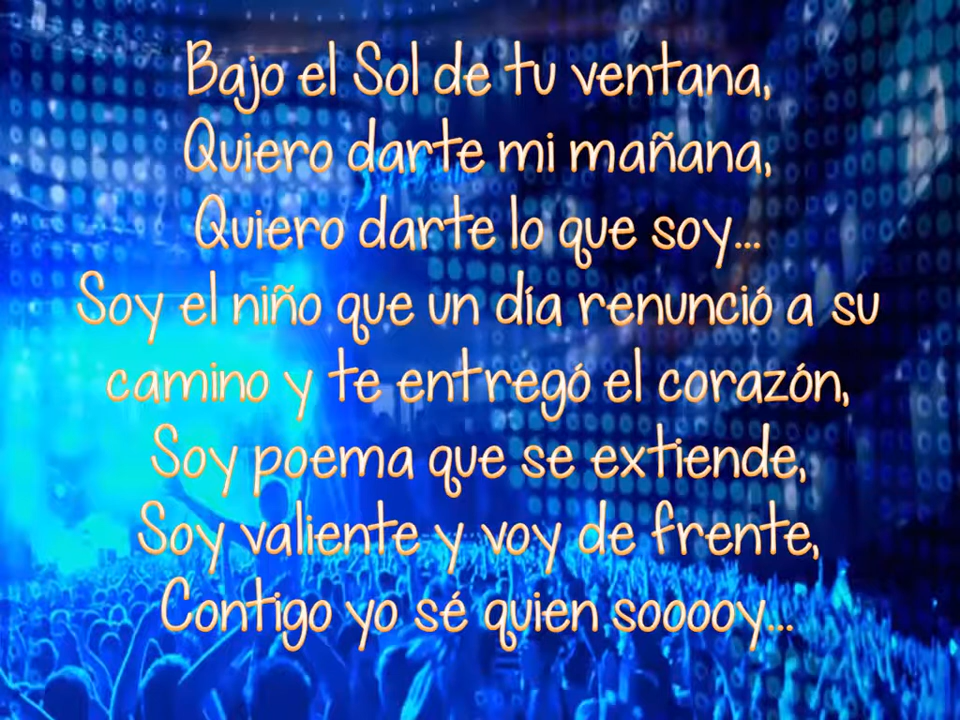 Bajo el Sol de tu ventana,
Quiero darte mi mañana,
Quiero darte lo que soy...
Soy el niño que un día renunció a su
camino y te entregó el corazón,
Soy poema que se extiende,
Soy valiente y voy de frente,
Contigo yo sé quien sooooy...